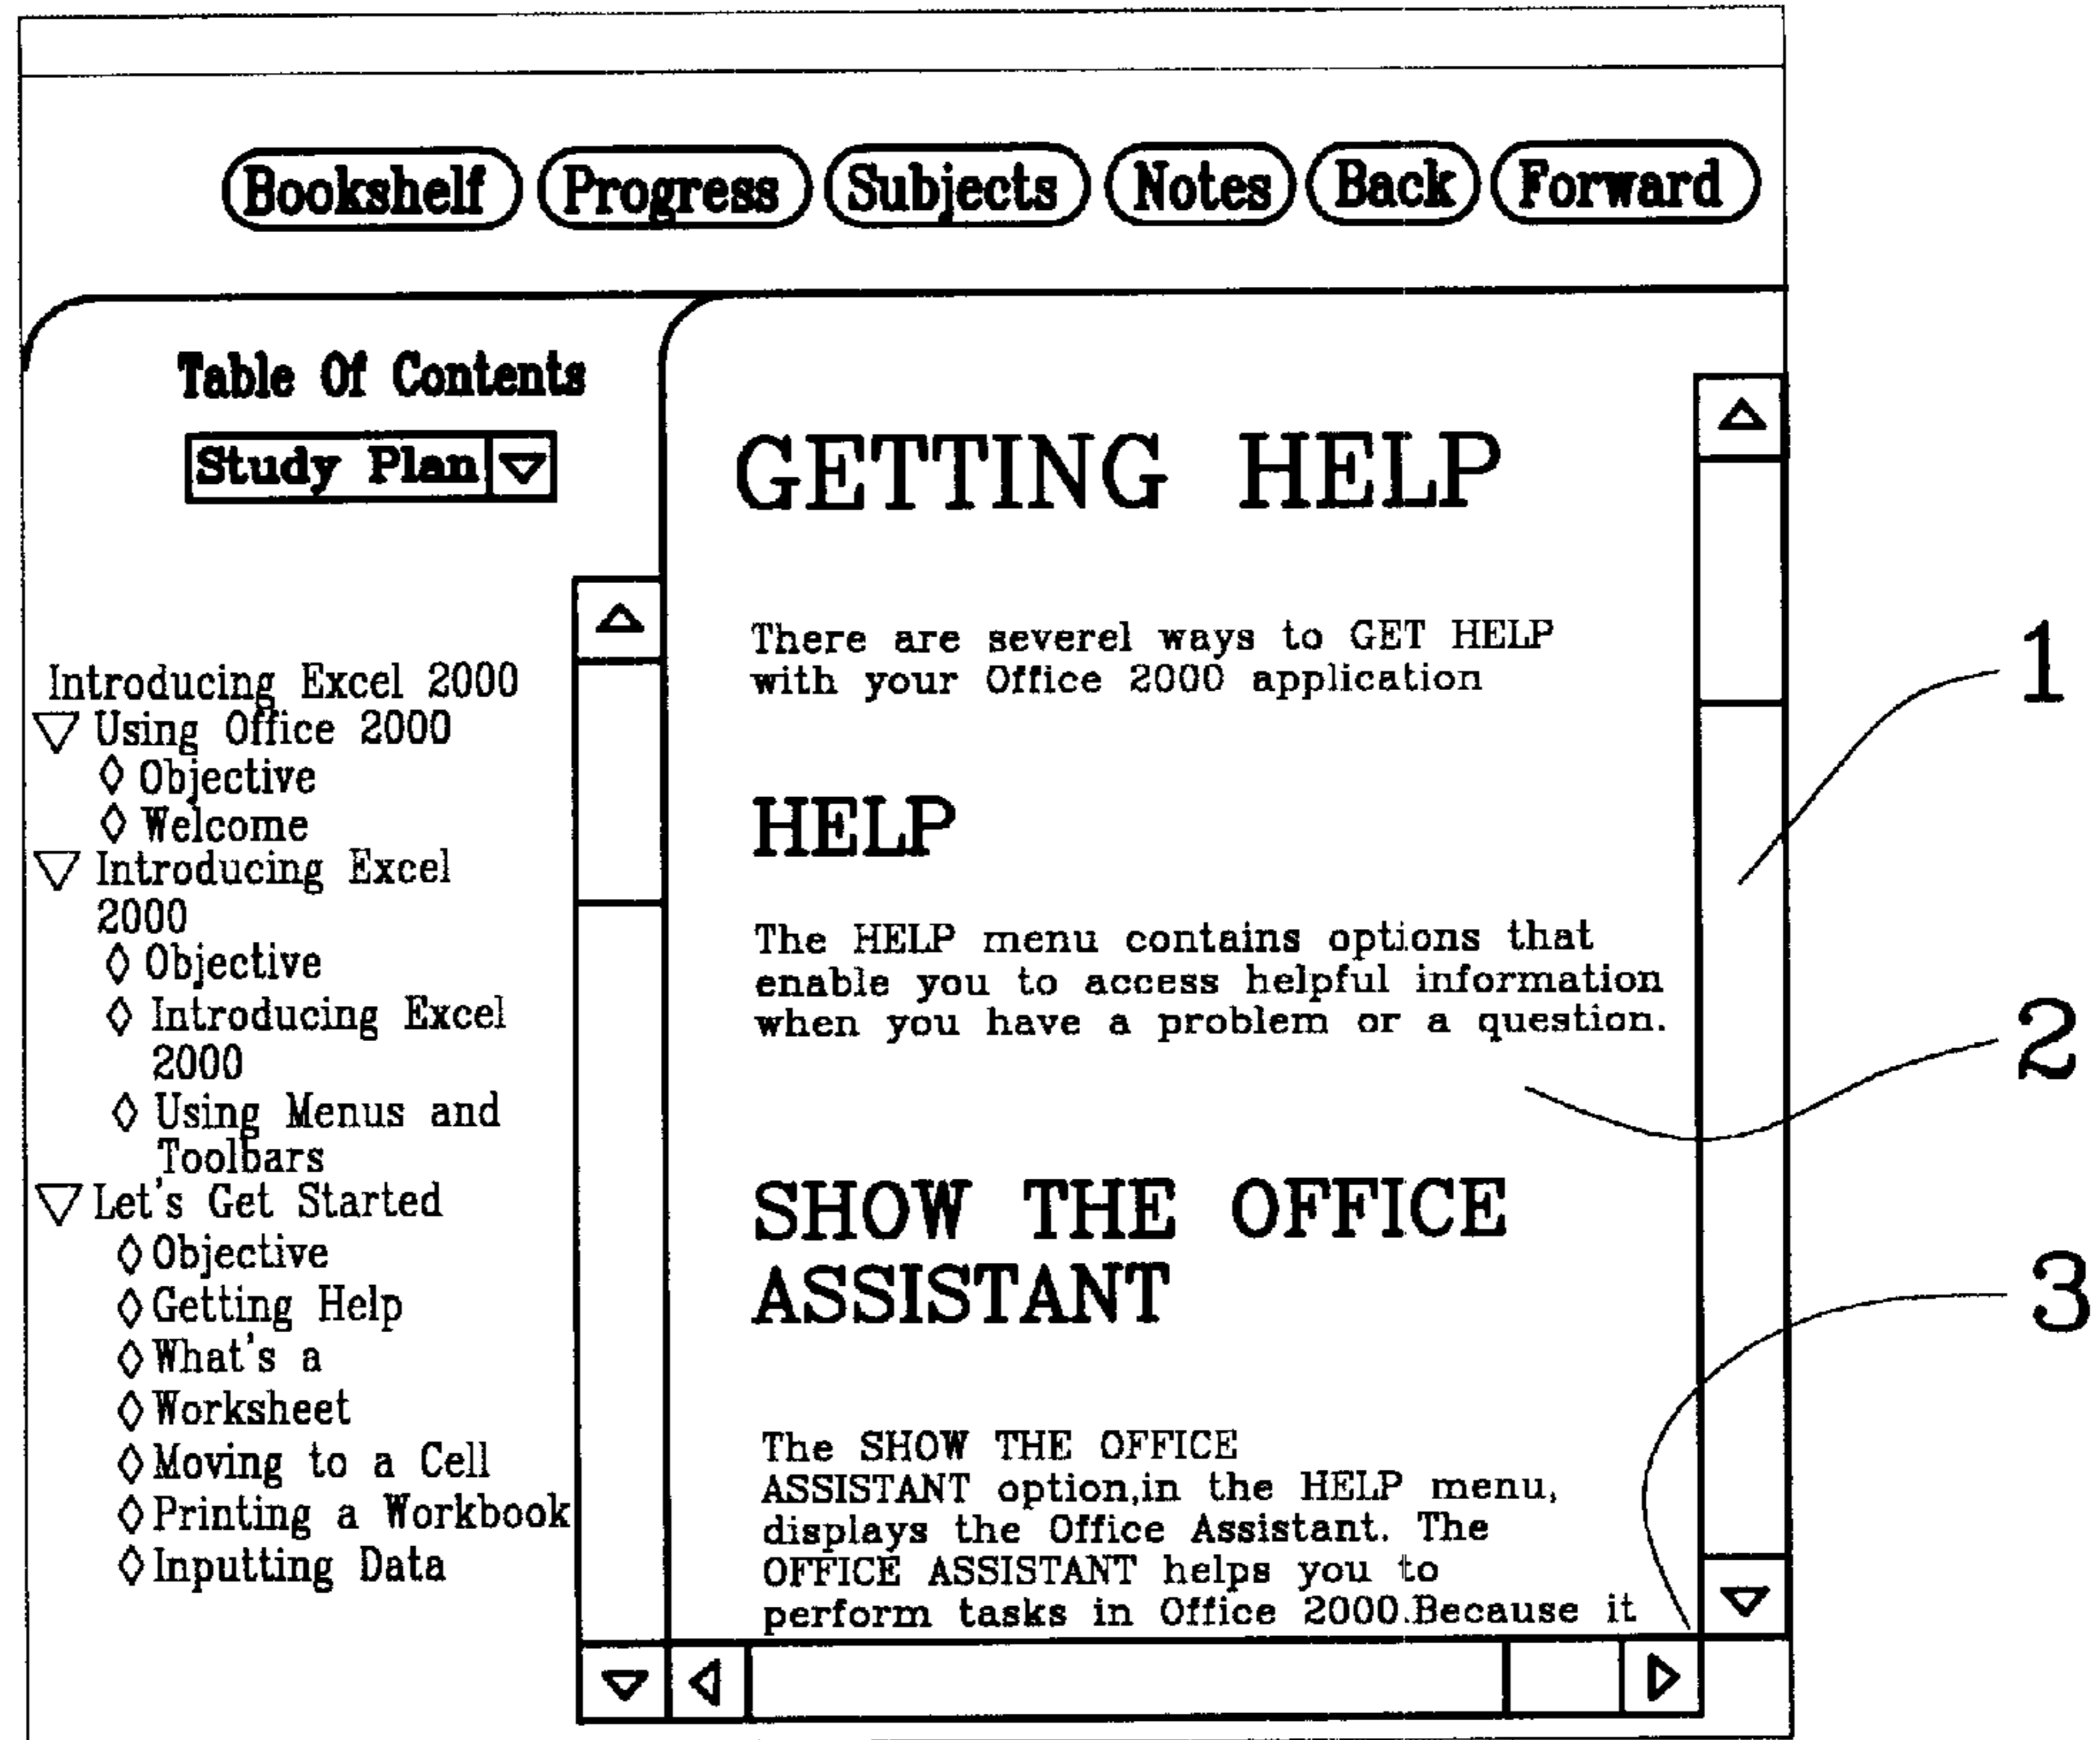 Bookshelf Progress Subjects Notes Back Forward
Table Of Contents
Study Plan
Introducing Excel 2000
Using Office 2000
Objective
Welcome
Introducing Excel
2000
Objective
Introducing Excel
2000
Using Menus and
Toolbars
Let's Get Started
Objective
Getting Help
What's a
Worksheet
Moving to a Cell
Printing a Workbook
Inputting Data
GETTING HELP
There are severel ways to GET HELP
with your Office 2000 application
HELP
The HELP menu contains options that
enable you to access helpful information
when you have a problem or a question.
SHOW THE OFFICE
ASSISTANT
The SHOW THE OFFICE
ASSISTANT option,in the HELP menu,
displays the Office Assistant. The
OFFICE ASSISTANT helps you to
perform tasks in Office 2000.Because it
1
2
3